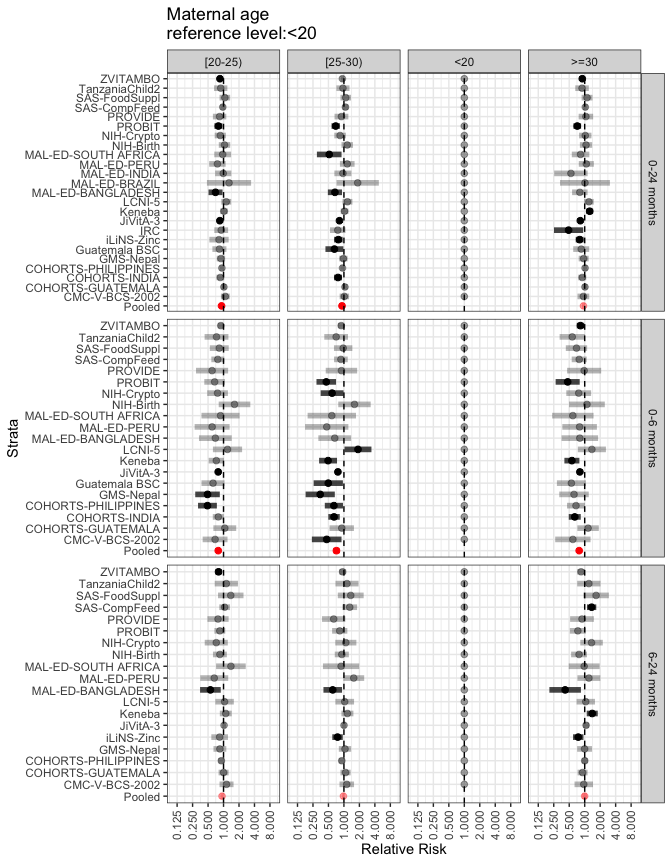 Maternal age
reference level:<20
[20-25)
[25-30)
<20
>=30
ZVITAMBO
TanzaniaChild2
SAS-FoodSuppl
SAS-CompFeed
PROVIDE
PROBIT
NIH-Crypto
NIH-Birth
MAL-ED-SOUTH AFRICA
MAL-ED-PERU
MAL-ED-INDIA
MAL-ED-BRAZIL
MAL-ED-BANGLADESH
LCNI-5
Keneba
JiVitA-3
IRC
iLiNS-Zinc
Guatemala BSC
GMS-Nepal
COHORTS-PHILIPPINES
COHORTS-INDIA
COHORTS-GUATEMALA
CMC-V-BCS-2002
Pooled
0-24 months
ZVITAMBO
TanzaniaChild2
SAS-FoodSuppl
SAS-CompFeed
PROVIDE
PROBIT
NIH-Crypto
NIH-Birth
MAL-ED-SOUTH AFRICA
MAL-ED-PERU
MAL-ED-BANGLADESH
LCNI-5
Keneba
JiVitA-3
Guatemala BSC
GMS-Nepal
COHORTS-PHILIPPINES
COHORTS-INDIA
COHORTS-GUATEMALA
CMC-V-BCS-2002
Pooled
0-6 months
ZVITAMBO
TanzaniaChild2
SAS-FoodSuppl
SAS-CompFeed
PROVIDE
PROBIT
NIH-Crypto
NIH-Birth
MAL-ED-SOUTH AFRICA
MAL-ED-PERU
MAL-ED-BANGLADESH
LCNI-5
Keneba
JiVitA-3
iLiNS-Zinc
GMS-Nepal
COHORTS-PHILIPPINES
COHORTS-GUATEMALA
CMC-V-BCS-2002
Pooled
6-24 months
Strata
0.125 0.250 0.500 1.000 2.000 4.000 8.000
0.125 0.250 0.500 1.000 2.000 4.000 8.000
0.125 0.250 0.500 1.000 2.000 4.000 8.000
0.125 0.250 0.500 1.000 2.000 4.000 8.000
Relative Risk